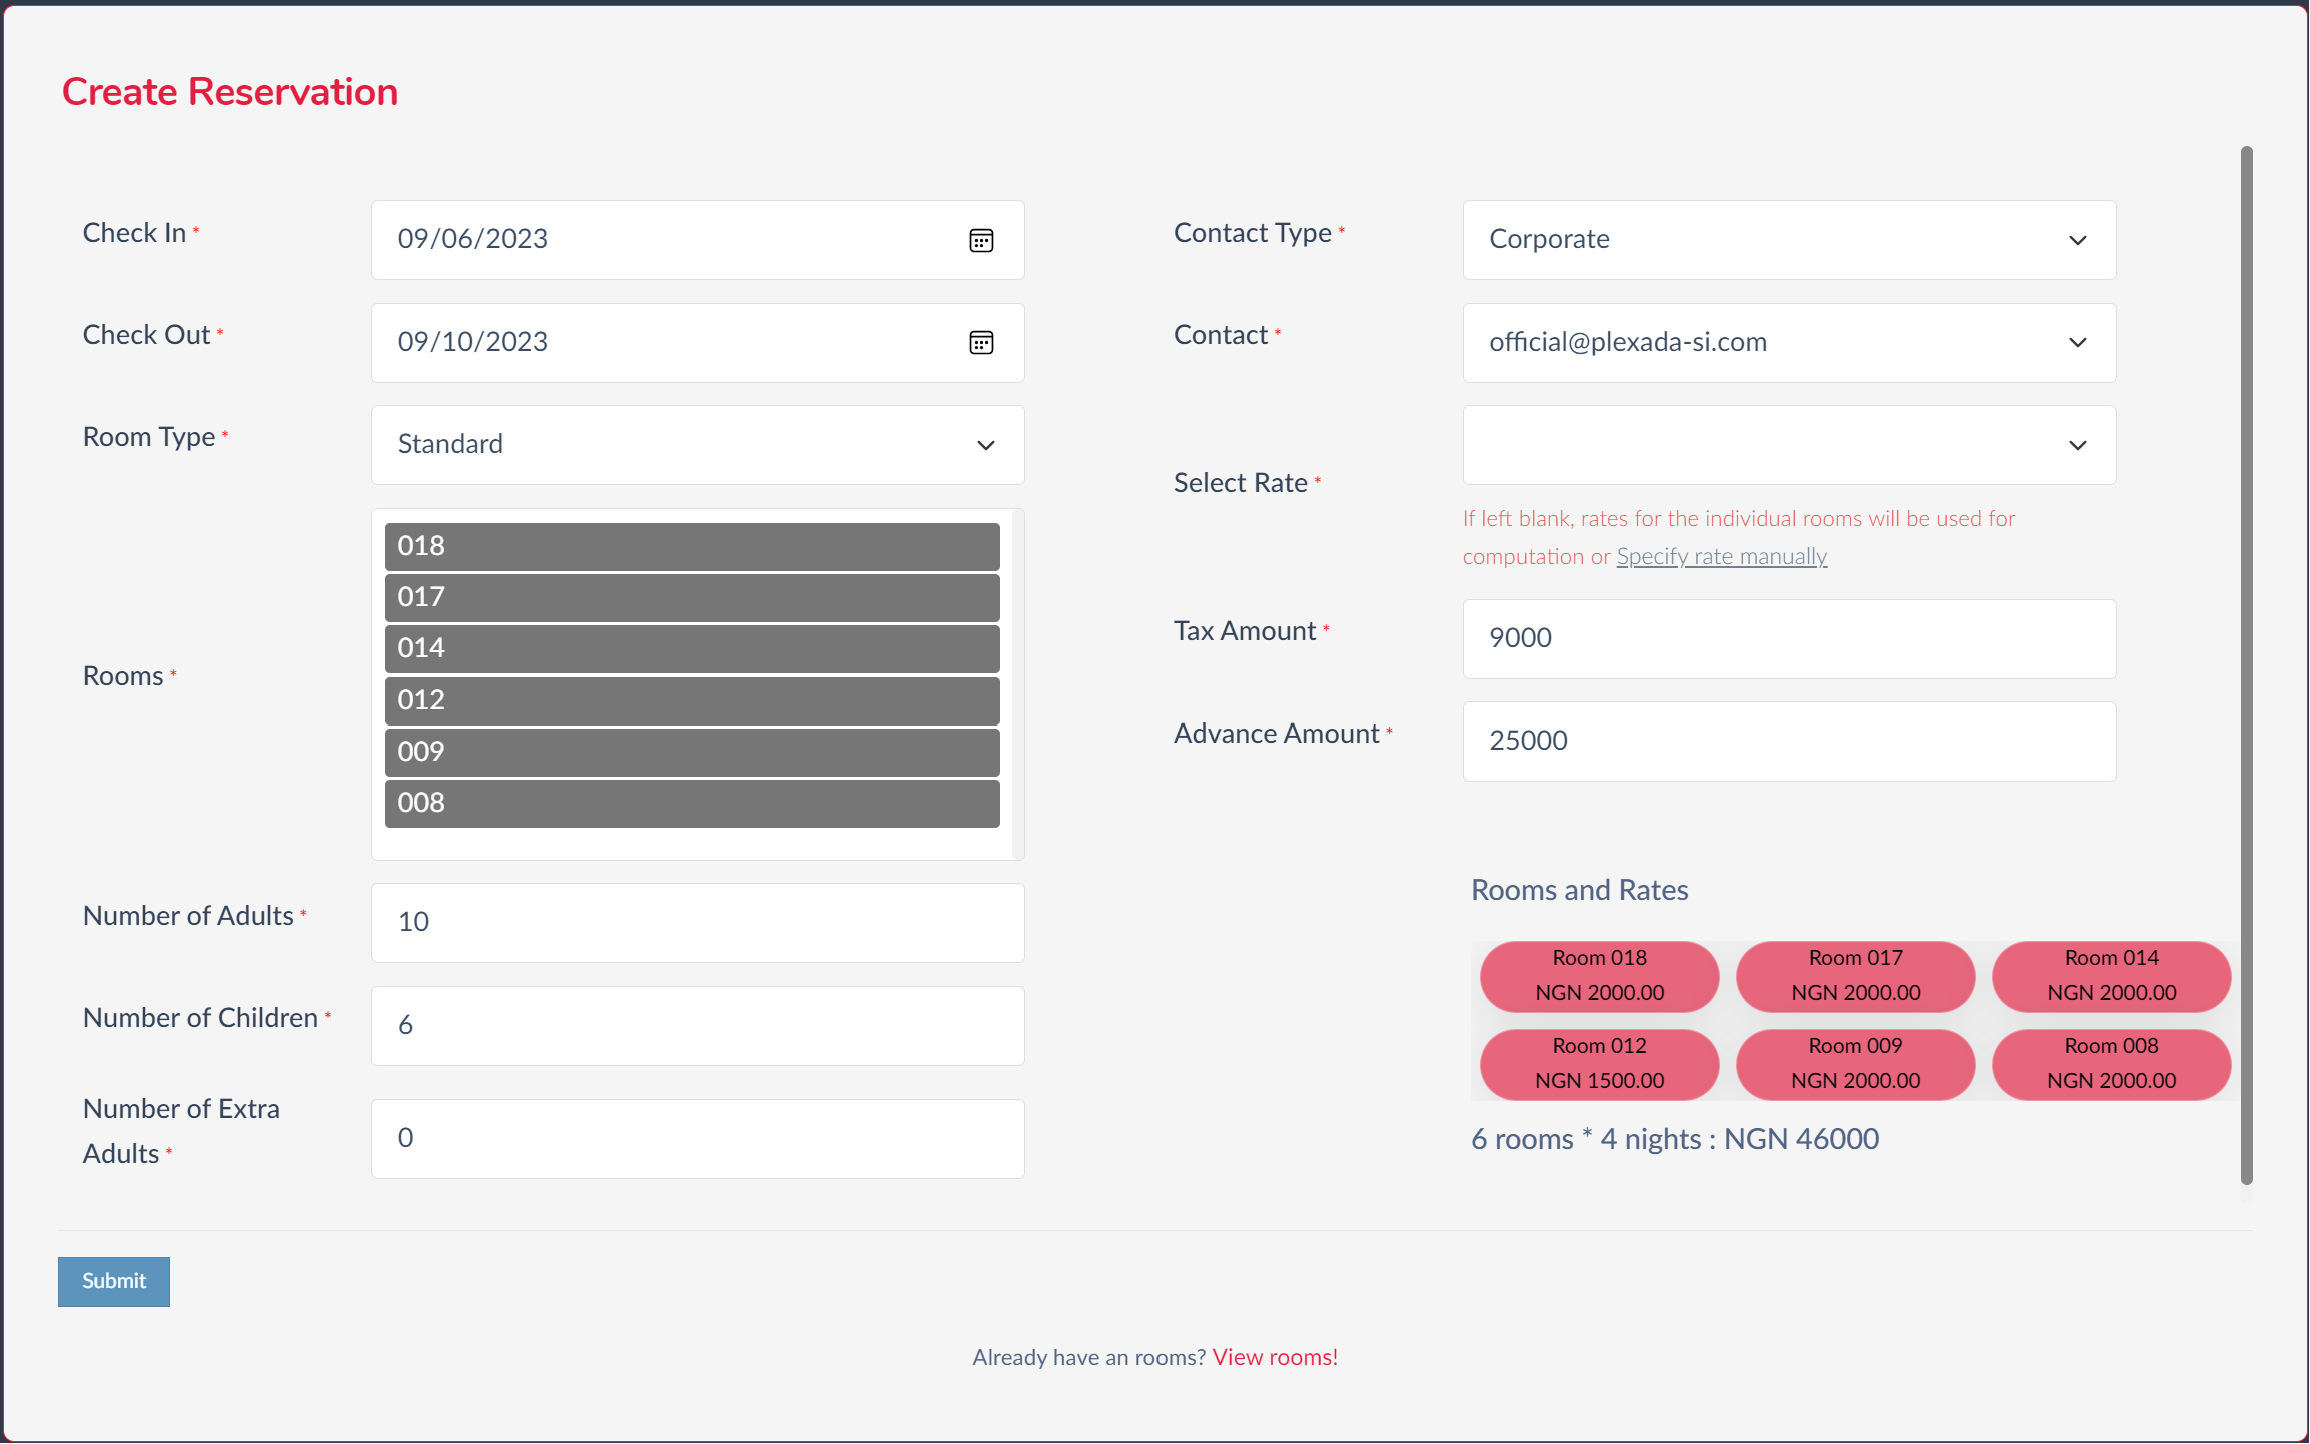 Create Reservation
Check In *
09/06/2023
Check Out *
09/10/2023
Room Type *
Standard
Rooms *
018
017
014
012
009
008
Number of Adults *
10
Number of Children *
6
Number of Extra
Adults *
0
Contact Type *
Corporate
Contact *
official@plexada-si.com
Select Rate *
If left blank, rates for the individual rooms will be used for
computation or Specify rate manually
Tax Amount *
9000
Advance Amount *
25000
Rooms and Rates
Room 018
NGN 2000.00
Room 017
NGN 2000.00
Room 014
NGN 2000.00
Room 012
NGN 1500.00
Room 009
NGN 2000.00
Room 008
NGN 2000.00
6 rooms * 4 nights : NGN 46000
Submit
Already have an rooms? View rooms!